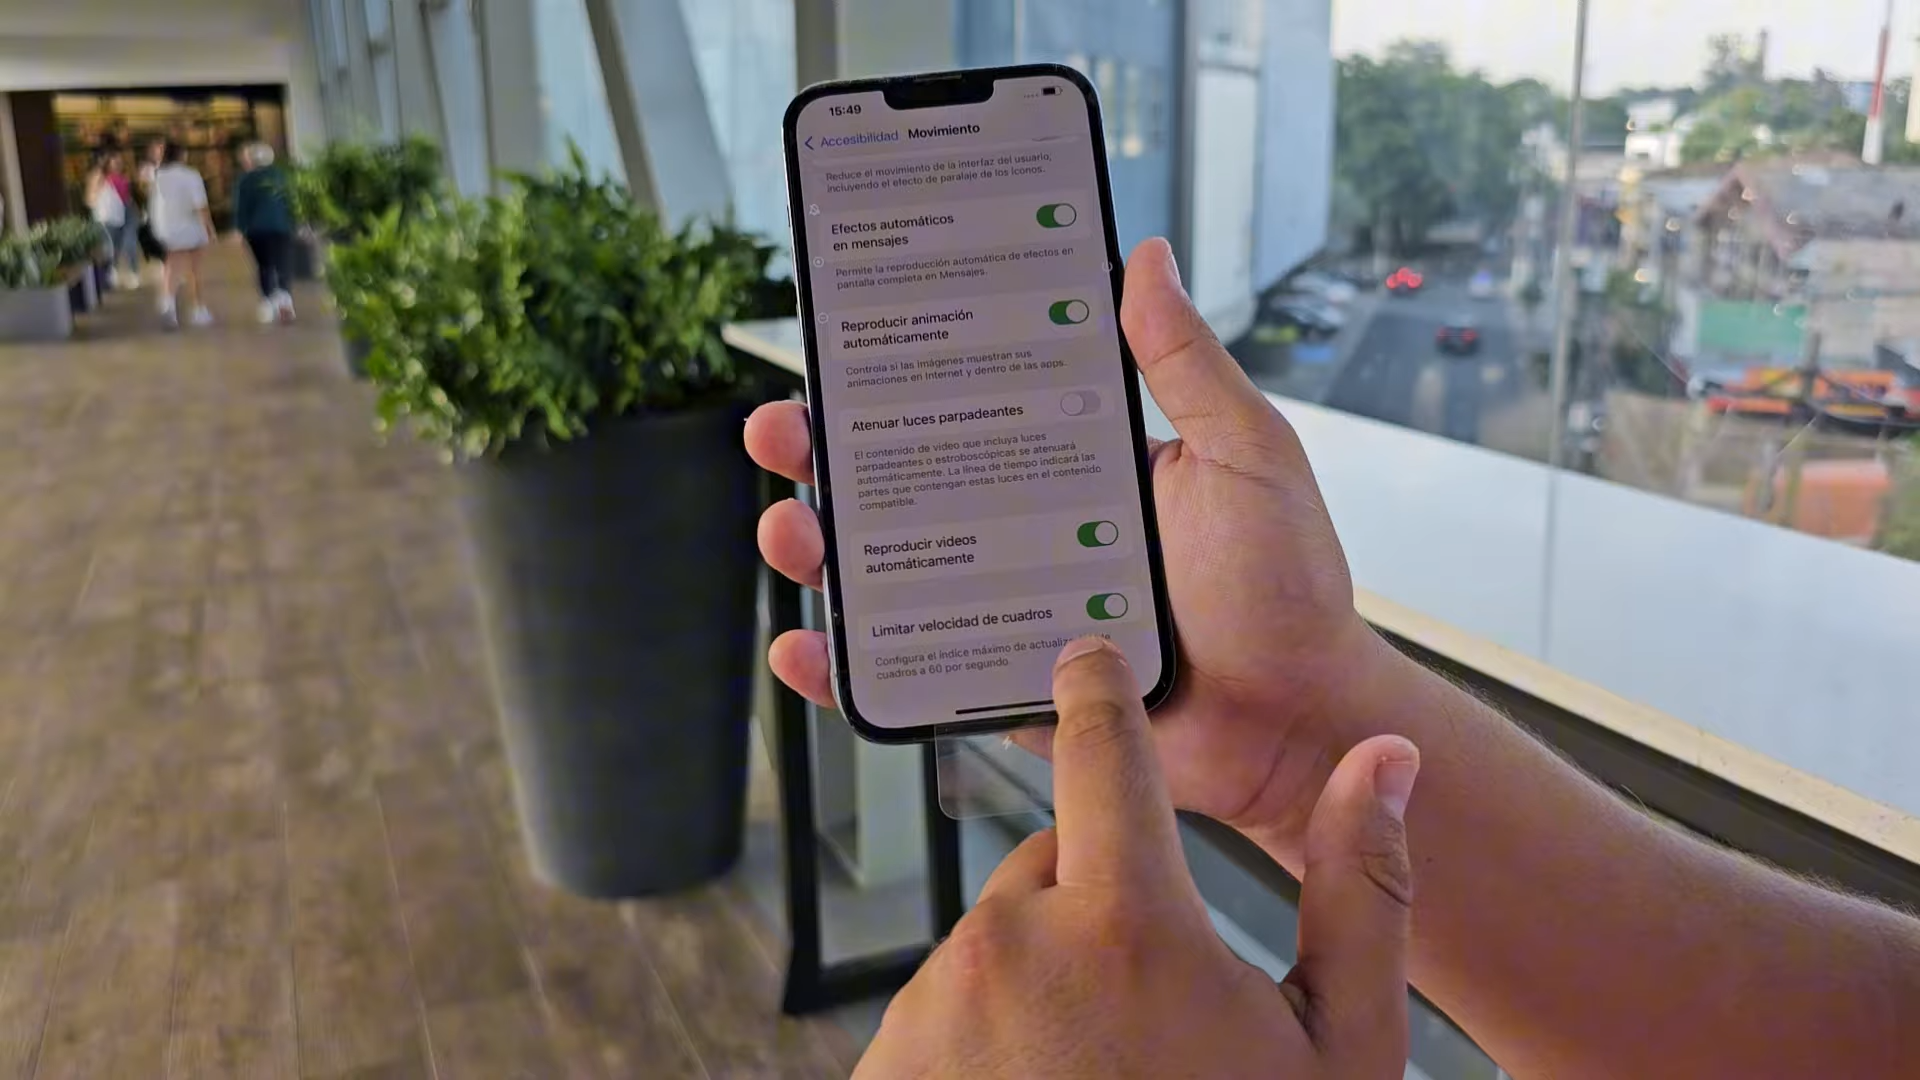 15:49
Accesibilidad Movimiento
Reduce el movimiento de la interfaz del usuario,
incluyendo el efecto de paralaje de los íconos.
Efectos automáticos
en mensajes
Permite la reproducción automática de efectos en
pantalla completa en Mensajes.
Reproducir animación
automáticamente
Controla si las imágenes muestran sus
animaciones en Internet y dentro de las apps.
Atenuar luces parpadeantes
El contenido de video que incluya luces
parpadeantes o estroboscópicas se atenuará
automáticamente. La línea de tiempo indicará las
partes que contengan estas luces en el contenido
compatible.
Reproducir videos
automáticamente
Limitar velocidad de cuadros
Configura el índice máximo de
cuadros a 60 por segundo.